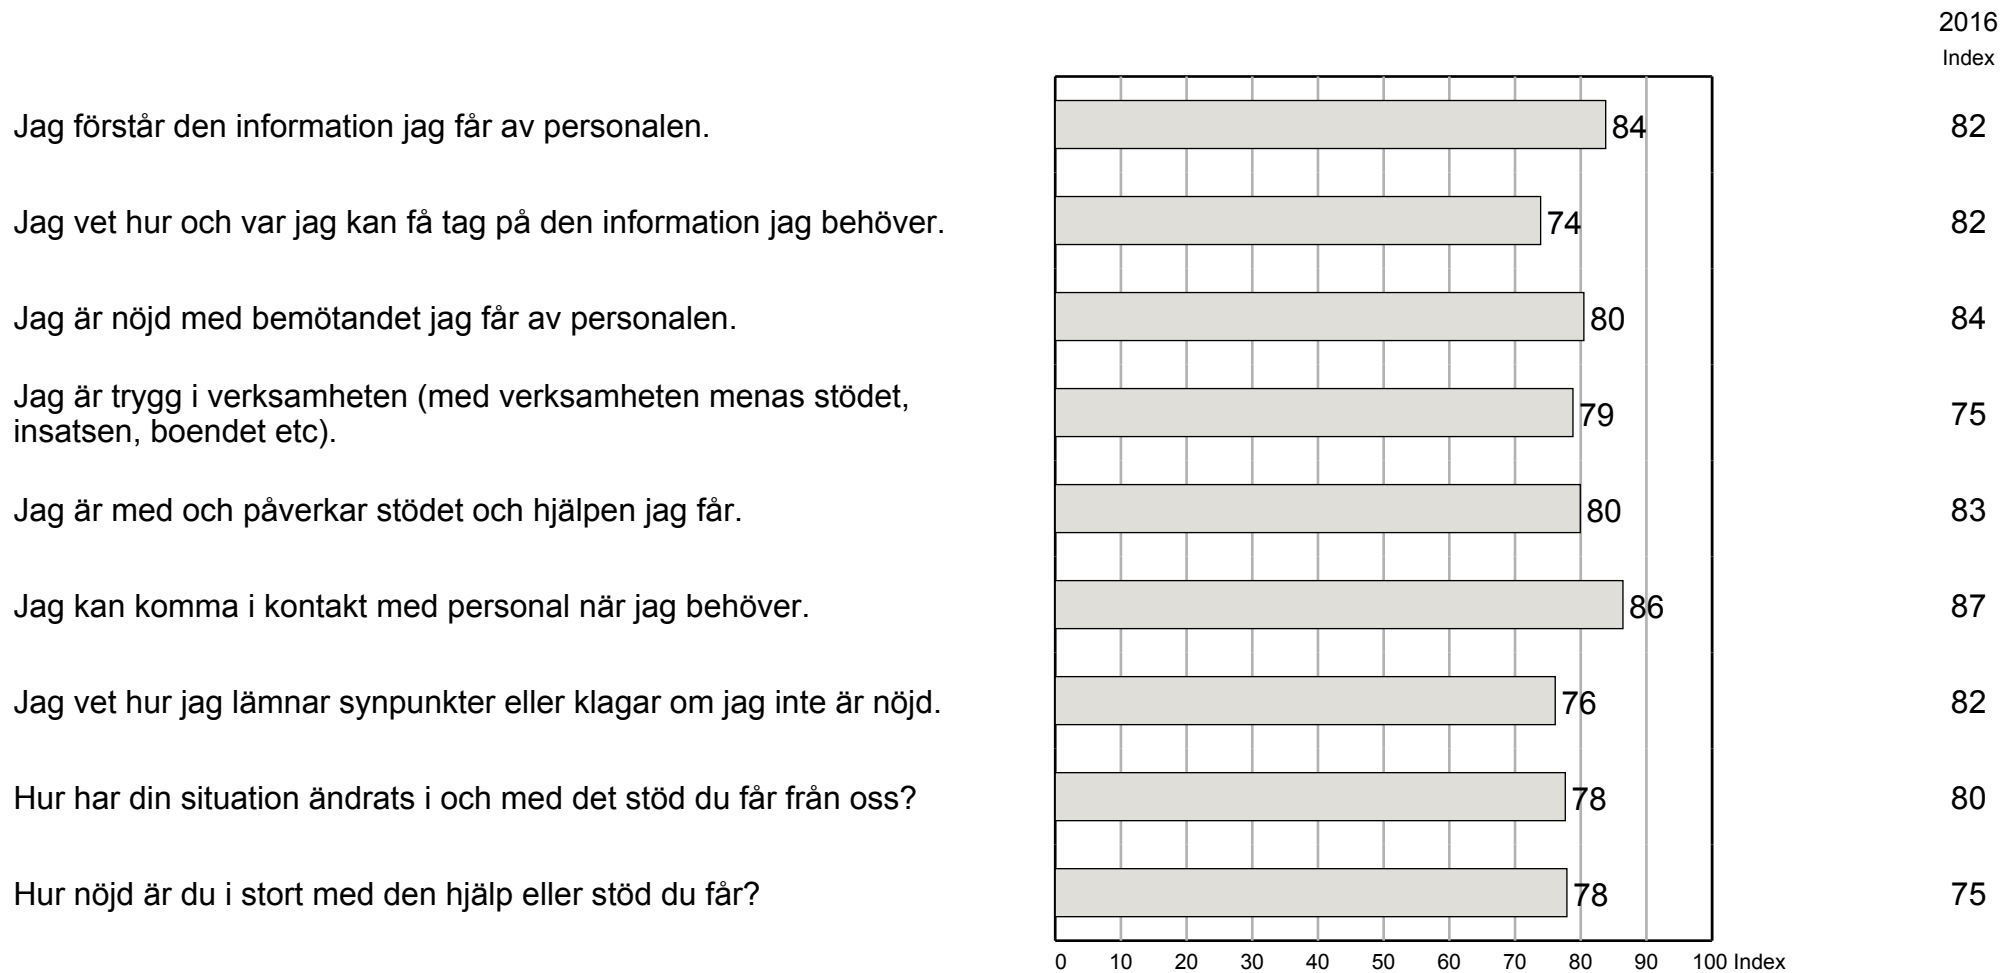 2016
Index
Jag förstår den information jag får av personalen. 84 82
Jag vet hur och var jag kan få tag på den information jag behöver. 74 82
Jag är nöjd med bemötandet jag får av personalen. 80 84
Jag är trygg i verksamheten (med verksamheten menas stödet,
insatsen, boendet etc). 79 75
Jag är med och påverkar stödet och hjälpen jag får. 80 83
Jag kan komma i kontakt med personal när jag behöver. 86 87
Jag vet hur jag lämnar synpunkter eller klagar om jag inte är nöjd. 76 82
Hur har din situation ändrats i och med det stöd du får från oss? 78 80
Hur nöjd är du i stort med den hjälp eller stöd du får? 78 75
0 10 20 30 40 50 60 70 80 90 100 Index